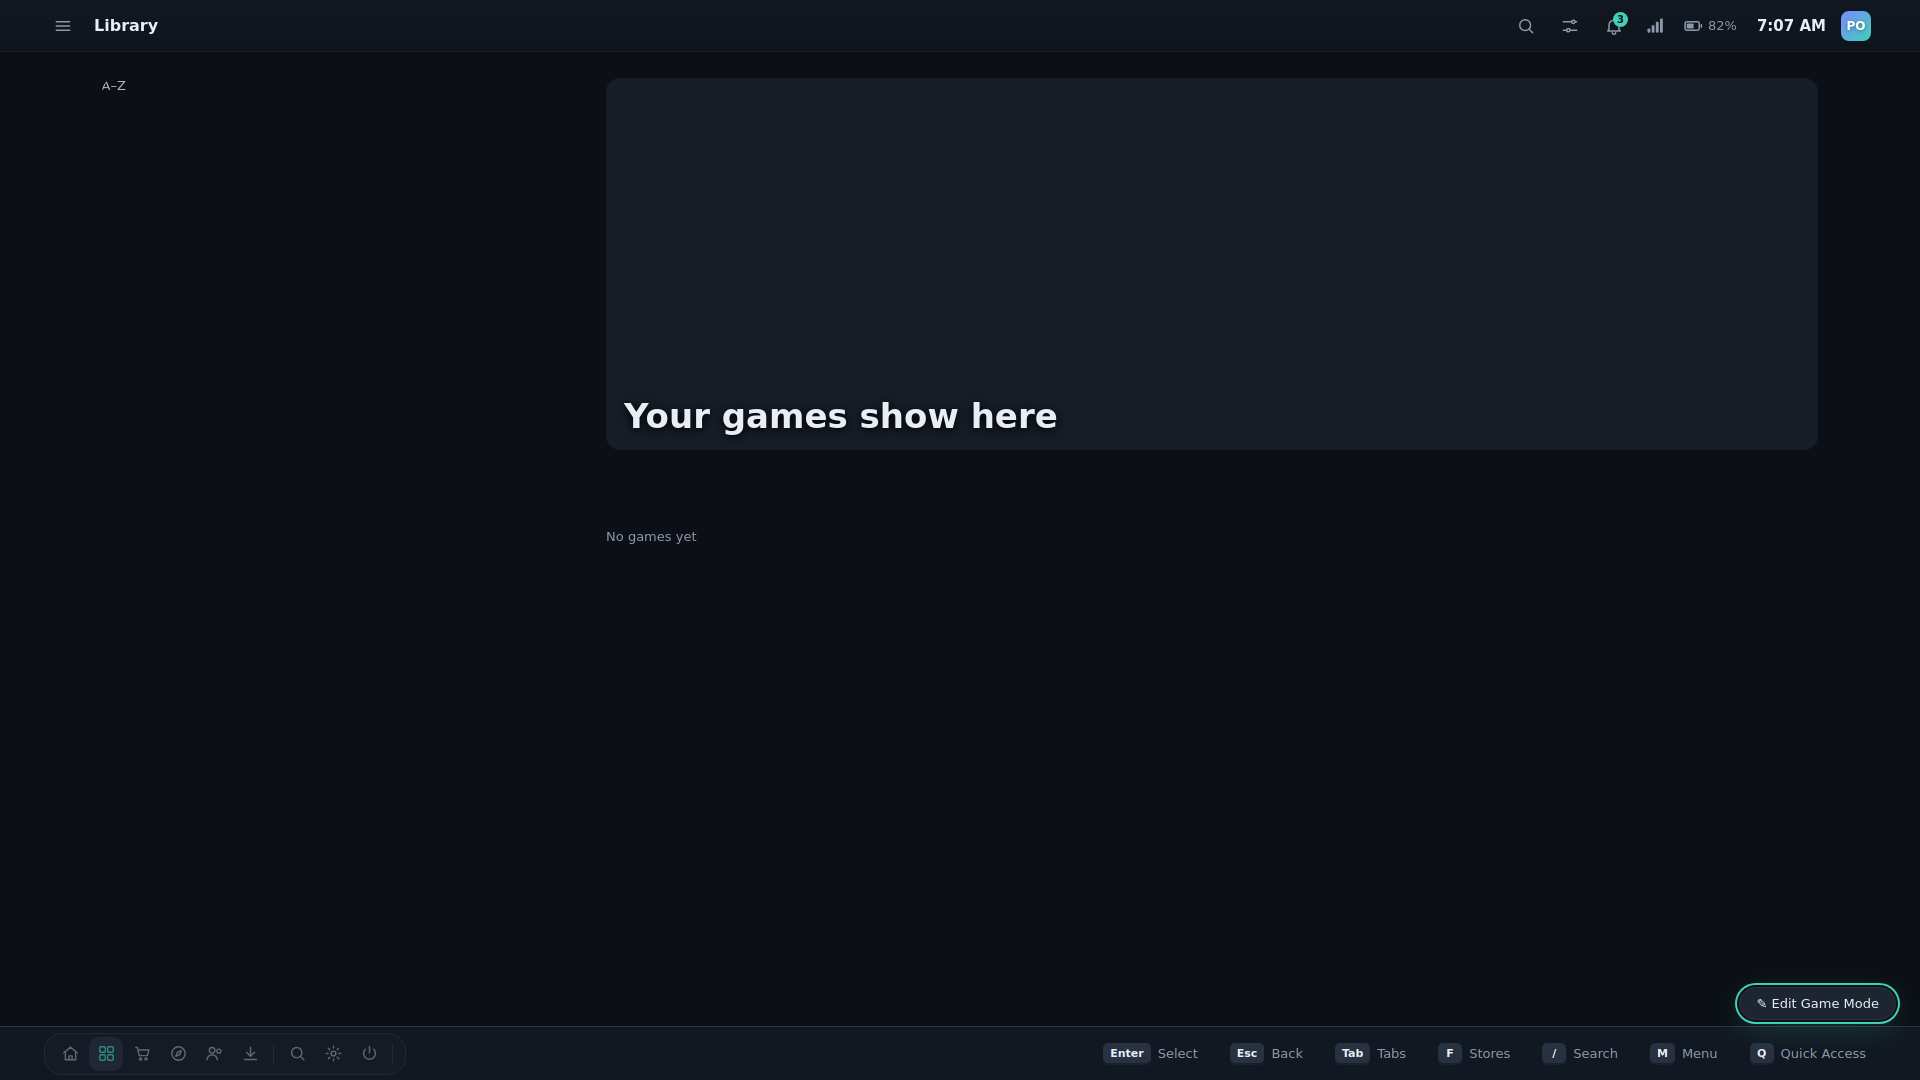 Library
3
82%
7:07 AM
PO
A–Z
Your games show here
No games yet
✎ Edit Game Mode
Enter Select
Esc Back
Tab Tabs
F Stores
/ Search
M Menu
Q Quick Access